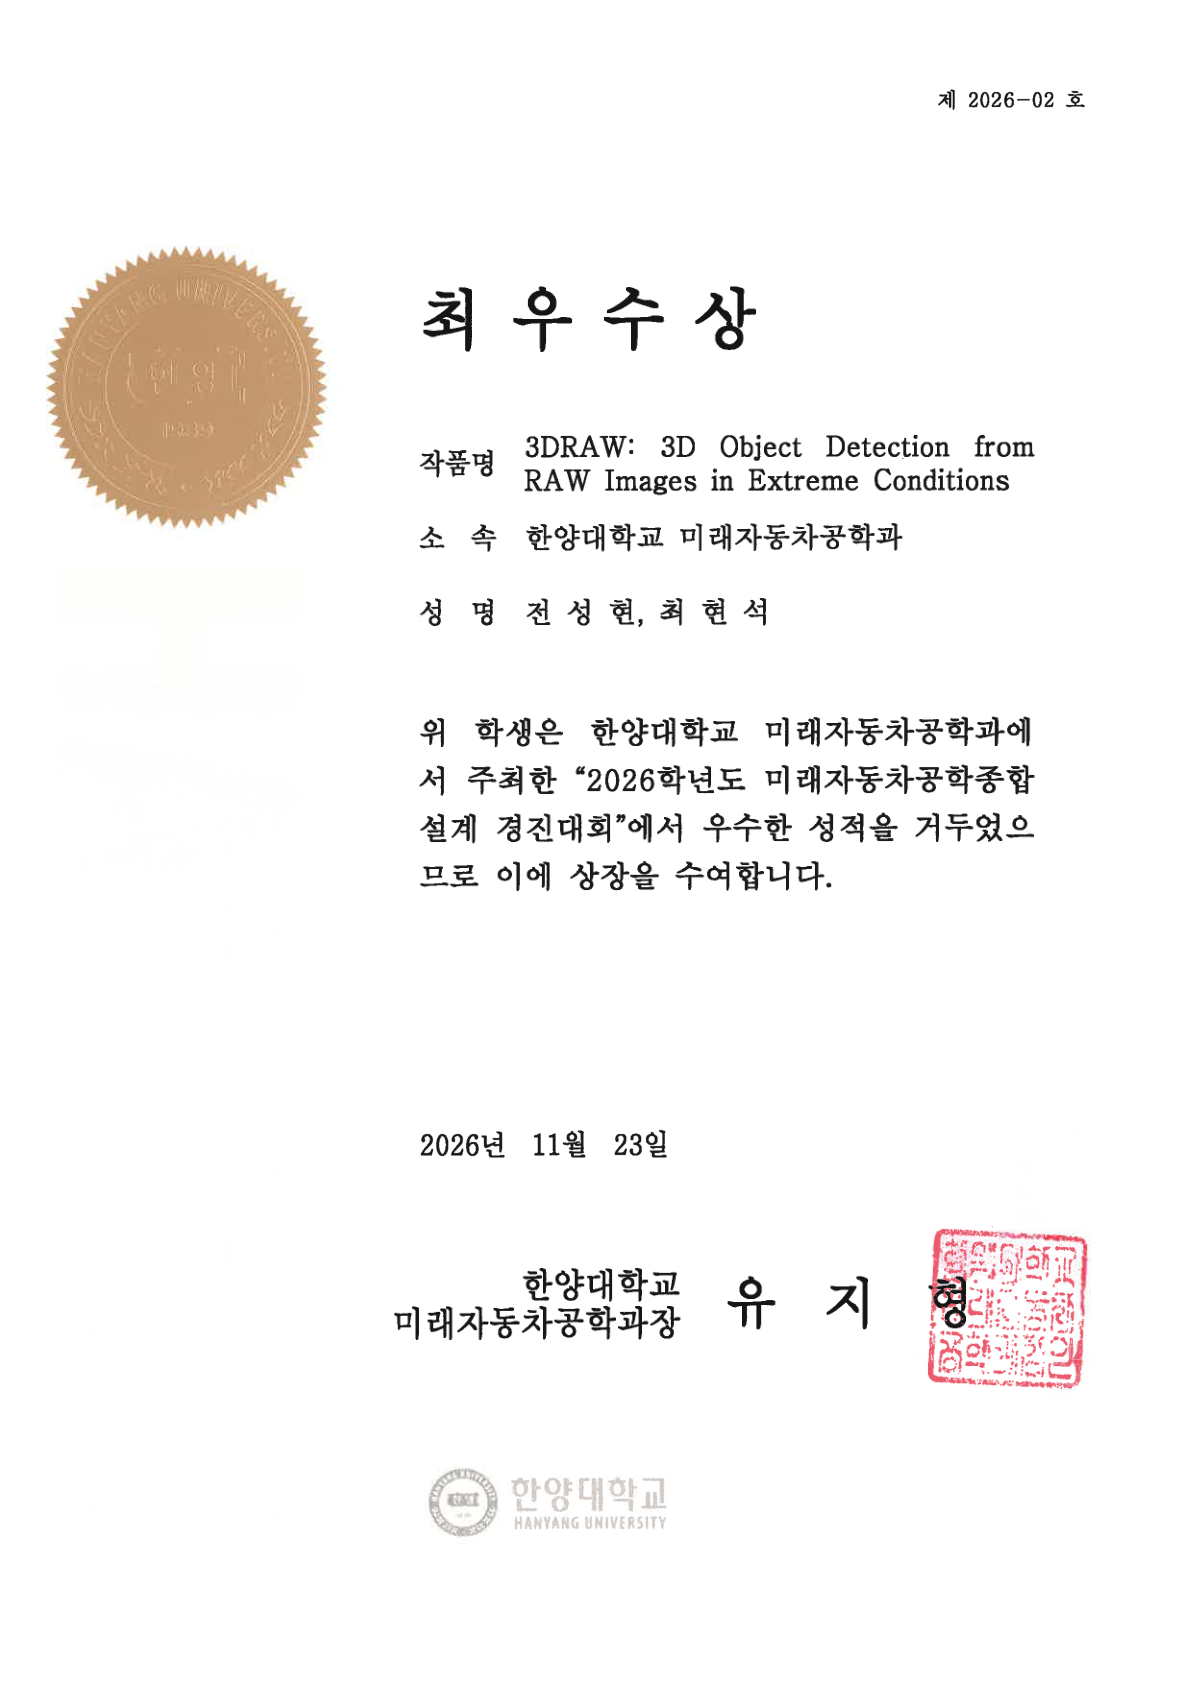 제 2026-02 호
최우수상
작품명 3DRAW: 3D Object Detection from
RAW Images in Extreme Conditions
소 속 한양대학교 미래자동차공학과
성 명 전 성 현, 최 현 석
위 학생은 한양대학교 미래자동차공학과에
서 주최한 “2026학년도 미래자동차공학종합
설계 경진대회”에서 우수한 성적을 거두었으
므로 이에 상장을 수여합니다.
2026년 11월 23일
한양대학교
미래자동차공학과장 유 지 형
한양대학교
HANYANG UNIVERSITY